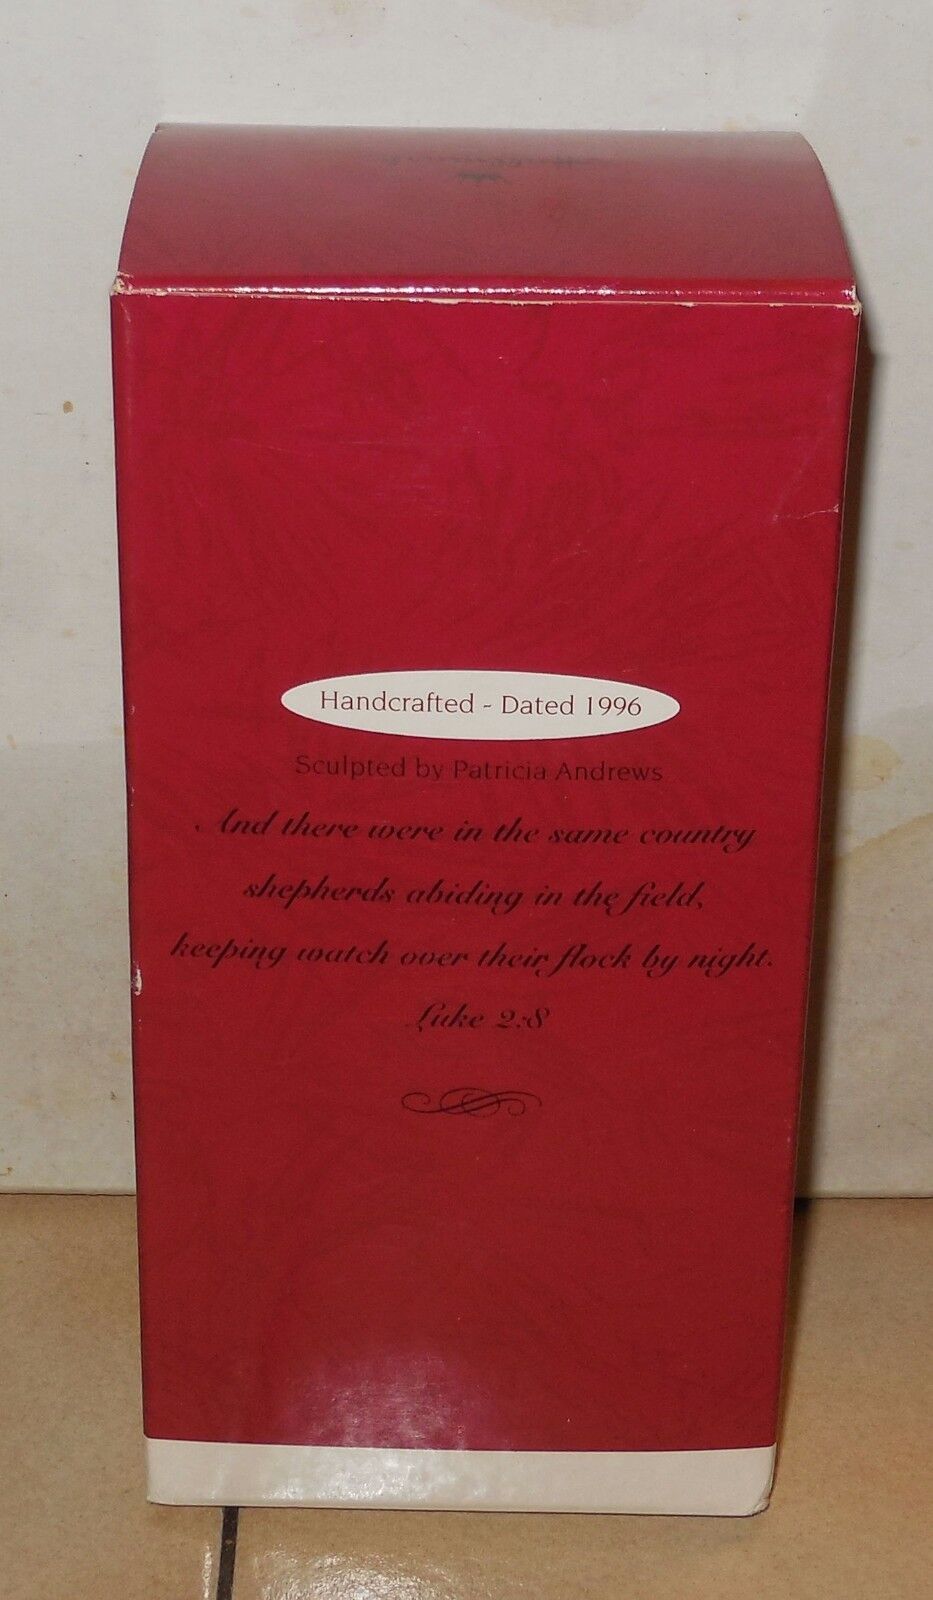 Handcrafted - Dated 1996
Sculpted by Patricia Andrews
And there were in the same country
shepherds abiding in the field,
keeping watch over their flock by night.
Luke 2:8